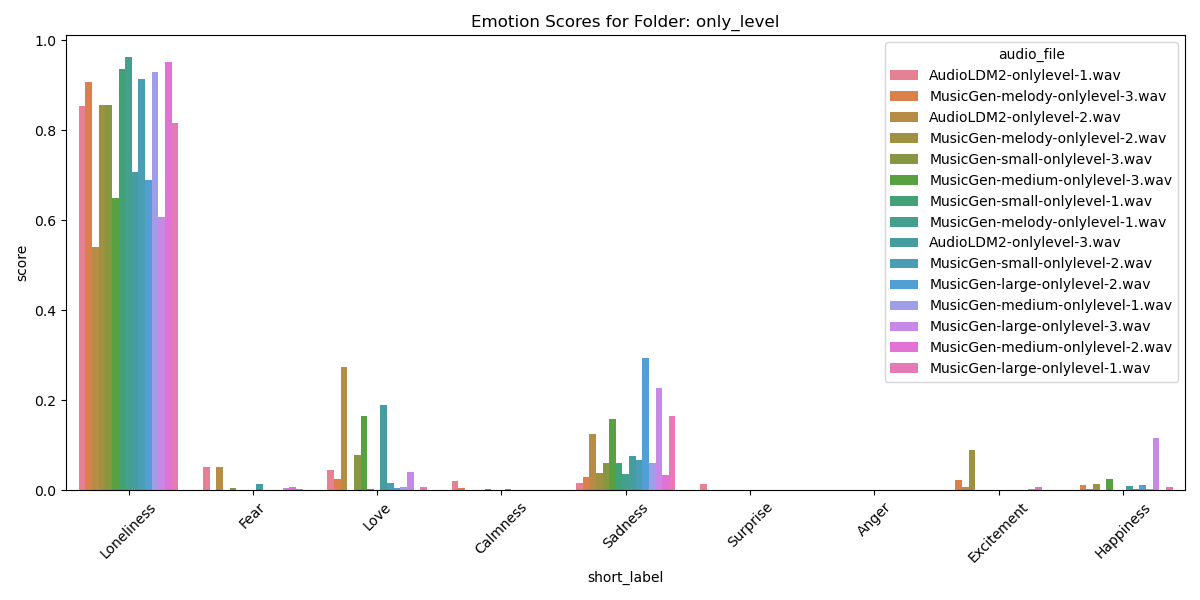 Emotion Scores for Folder: only_level
1.0
0.8
0.6
0.4
0.2
0.0
score
audio_file
AudioLDM2-onlylevel-1.wav
MusicGen-melody-onlylevel-3.wav
AudioLDM2-onlylevel-2.wav
MusicGen-melody-onlylevel-2.wav
MusicGen-small-onlylevel-3.wav
MusicGen-medium-onlylevel-3.wav
MusicGen-small-onlylevel-1.wav
MusicGen-melody-onlylevel-1.wav
AudioLDM2-onlylevel-3.wav
MusicGen-small-onlylevel-2.wav
MusicGen-large-onlylevel-2.wav
MusicGen-medium-onlylevel-1.wav
MusicGen-large-onlylevel-3.wav
MusicGen-medium-onlylevel-2.wav
MusicGen-large-onlylevel-1.wav
Loneliness
Fear
Love
Calmness
Sadness
Surprise
Anger
Excitement
Happiness
short_label